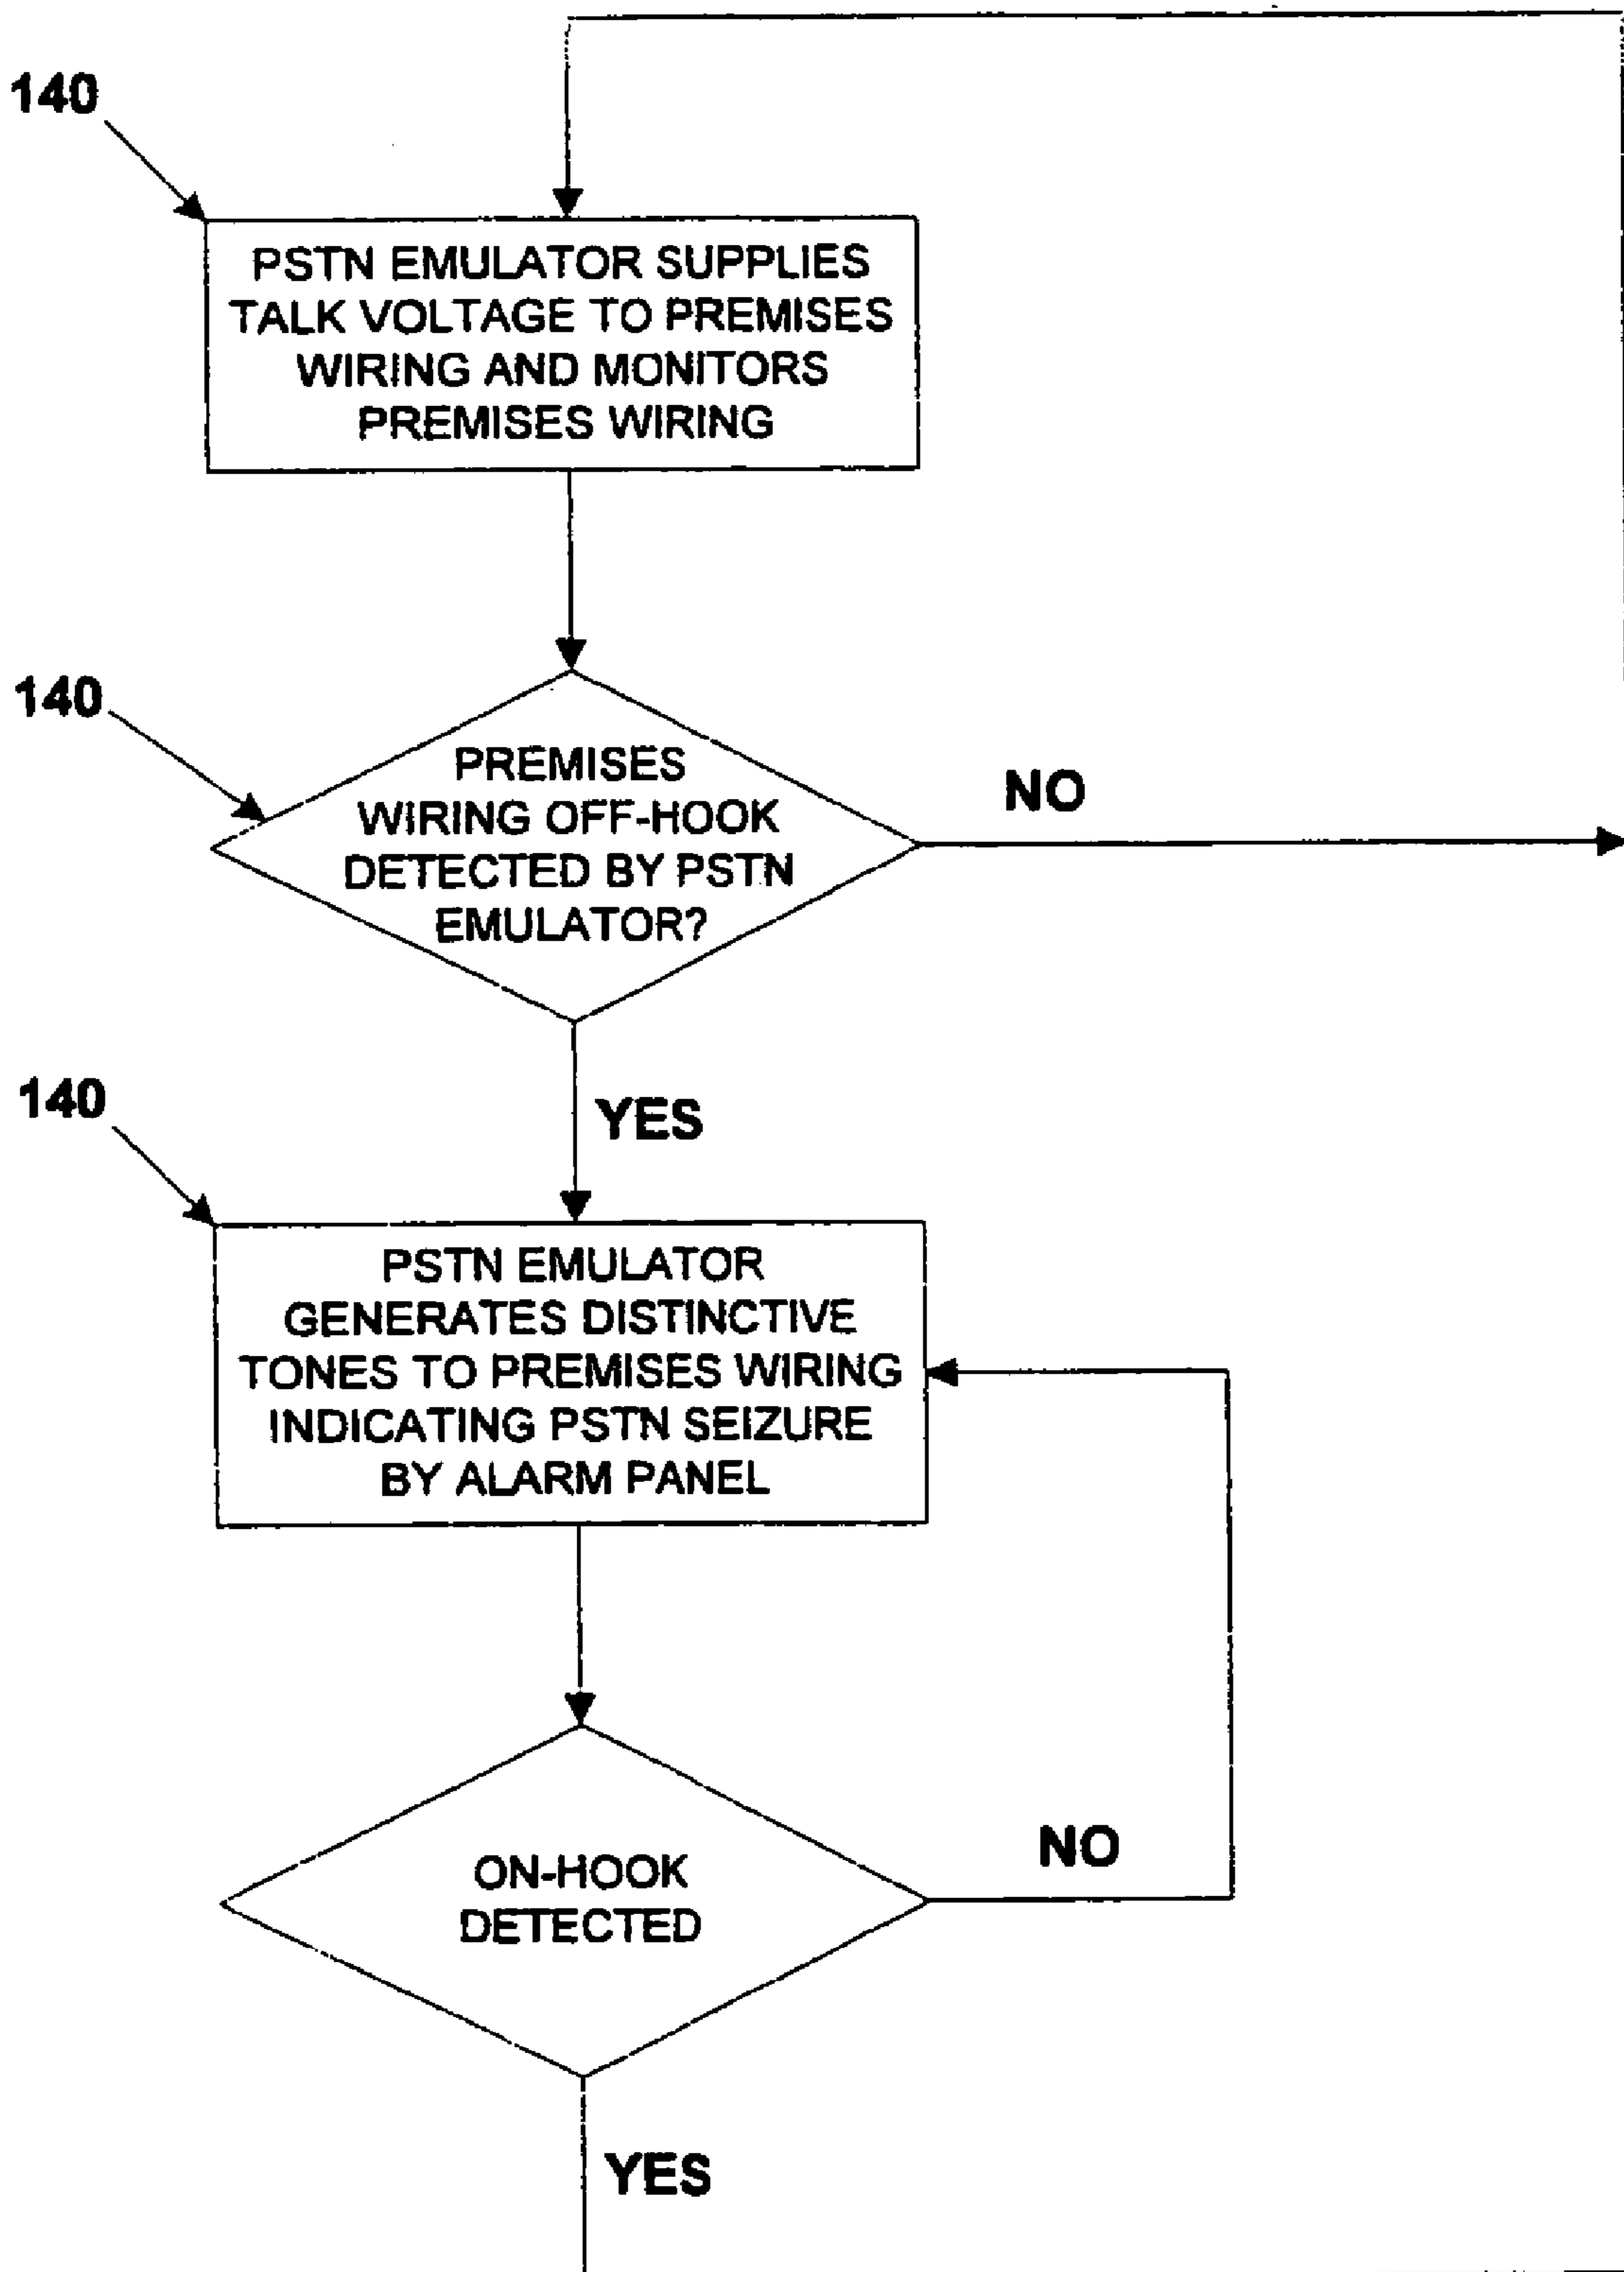 140
PSTN EMULATOR SUPPLIES
TALK VOLTAGE TO PREMISES
WIRING AND MONITORS
PREMISES WIRING
140
PREMISES
WIRING OFF-HOOK
DETECTED BY PSTN
EMULATOR?
NO
YES
140
PSTN EMULATOR
GENERATES DISTINCTIVE
TONES TO PREMISES WIRING
INDICATING PSTN SEIZURE
BY ALARM PANEL
ON-HOOK
DETECTED
NO
YES